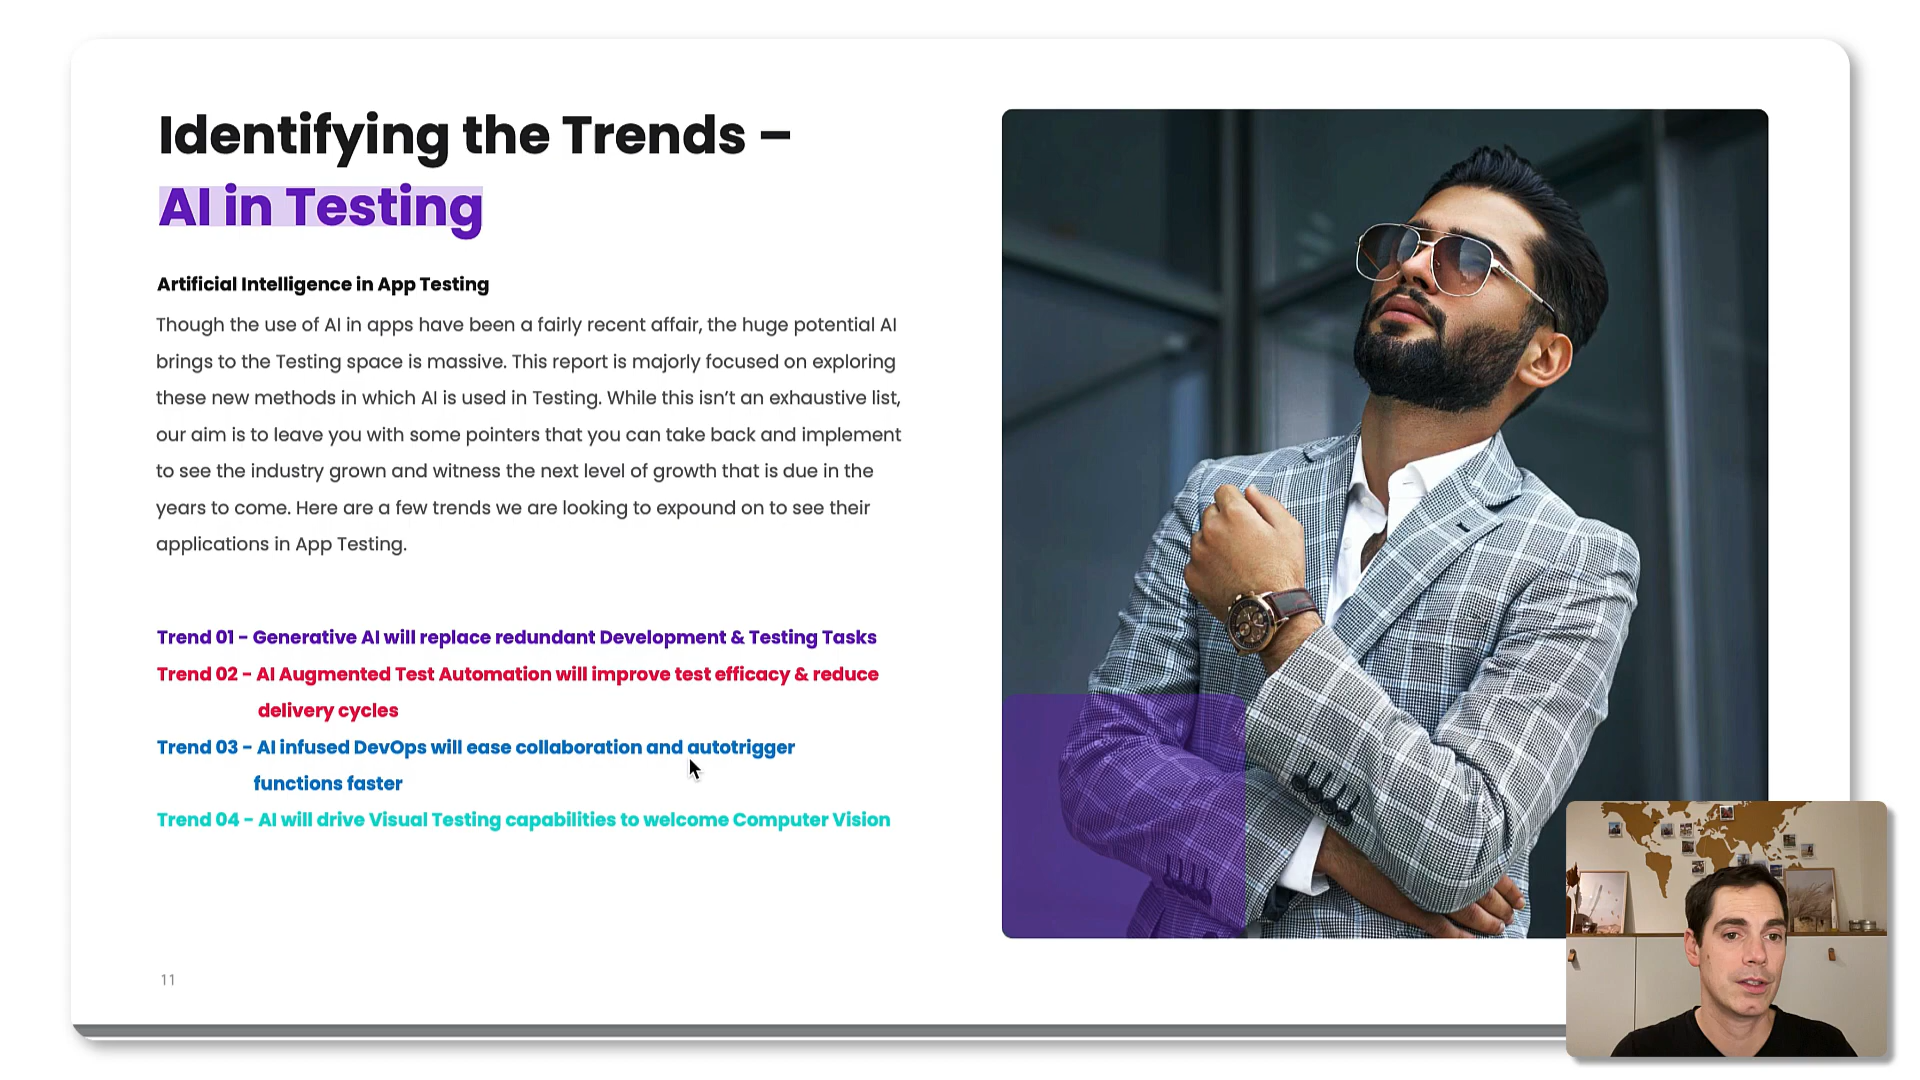 Identifying the Trends –
AI in Testing
Artificial Intelligence in App Testing
Though the use of AI in apps have been a fairly recent affair, the huge potential AI
brings to the Testing space is massive. This report is majorly focused on exploring
these new methods in which AI is used in Testing. While this isn’t an exhaustive list,
our aim is to leave you with some pointers that you can take back and implement
to see the industry grown and witness the next level of growth that is due in the
years to come. Here are a few trends we are looking to expound on to see their
applications in App Testing.
Trend 01 - Generative AI will replace redundant Development & Testing Tasks
Trend 02 - AI Augmented Test Automation will improve test efficacy & reduce
delivery cycles
Trend 03 - AI infused DevOps will ease collaboration and autotrigger
functions faster
Trend 04 - AI will drive Visual Testing capabilities to welcome Computer Vision
11